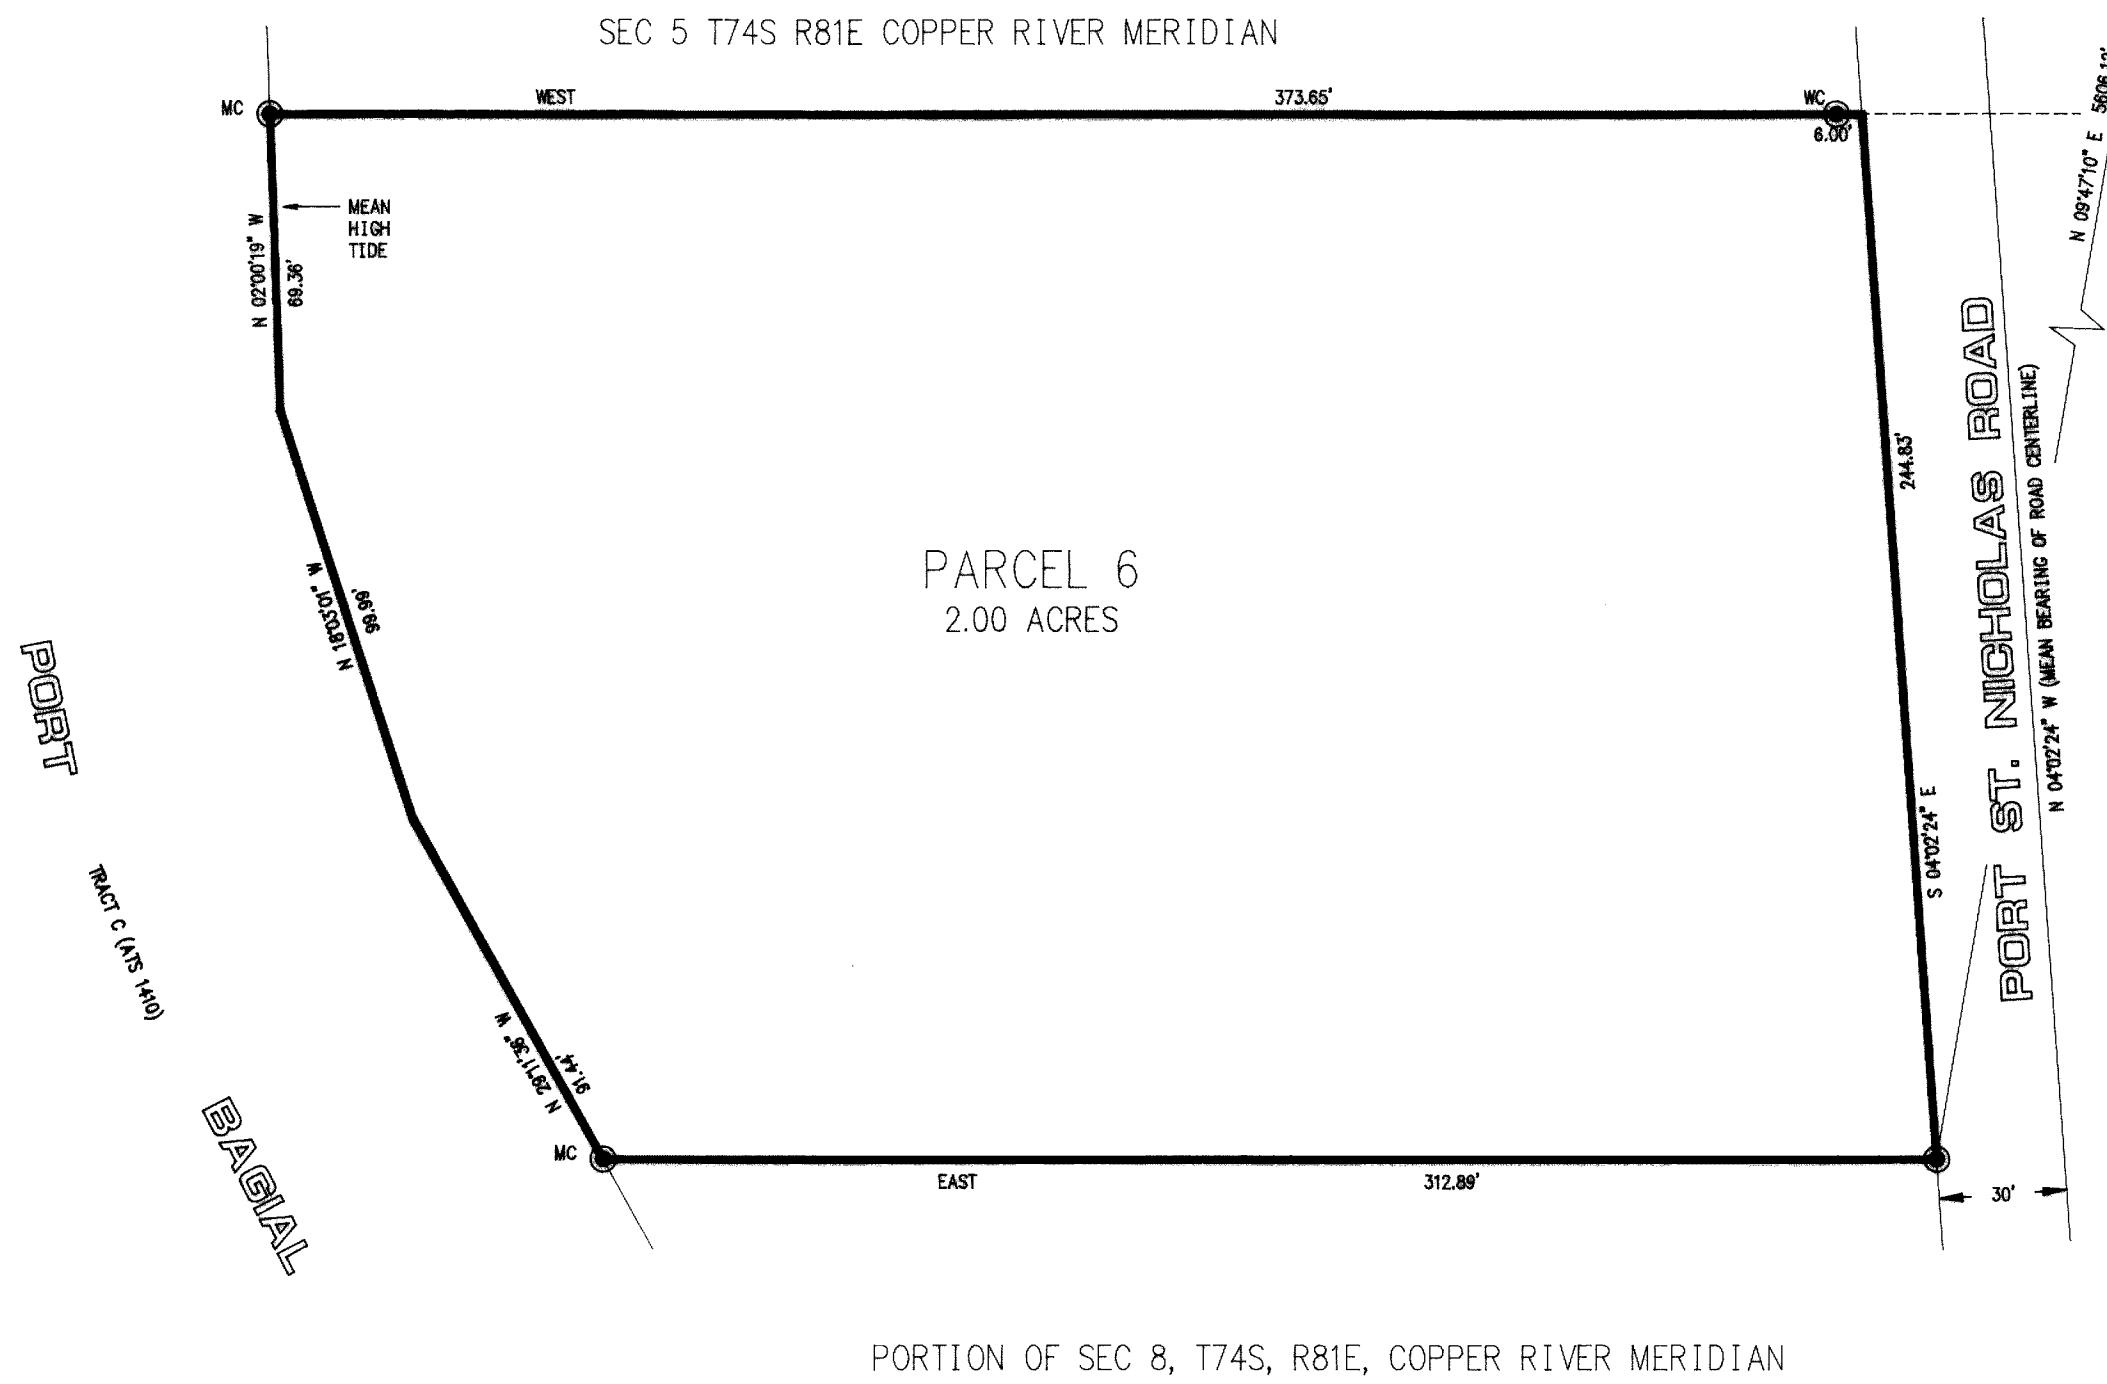 SEC 5 T74S R81E COPPER RIVER MERIDIAN
MC
WEST
373.65'
WC
6.00'
N 09°47'10" E
MEAN
HIGH
TIDE
N 02°00'19" W
69.36'
N 18°03'01" W
99.99'
PARCEL 6
2.00 ACRES
244.83'
S 04°02'24" E
PORT ST. NICHOLAS ROAD
N 04°02'24" W (MEAN BEARING OF ROAD CENTERLINE)
PORT
TRACT C (ATS 1410)
BAGIAL
N 29°11'36" W
91.44'
MC
EAST
312.89'
30'
PORTION OF SEC 8, T74S, R81E, COPPER RIVER MERIDIAN